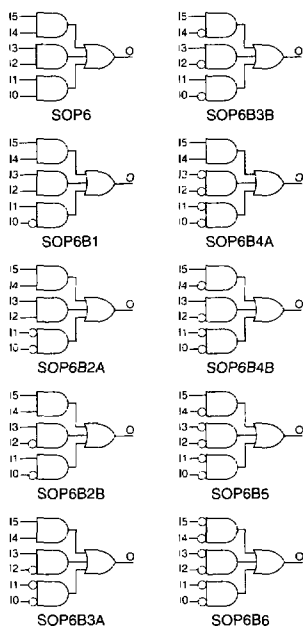 I5
I4
I3
O
I2
I1
I0
SOP6
I5
I4
I3
O
I2
I1
I0
SOP6B1
I5
I4
I3
O
I2
I1
I0
SOP6B2A
I5
I4
I3
O
I2
I1
I0
SOP6B2B
I5
I4
I3
O
I2
I1
I0
SOP6B3A
I5
I4
I3
O
I2
I1
I0
SOP6B3B
I5
I4
I3
O
I2
I1
I0
SOP6B4A
I5
I4
I3
O
I2
I1
I0
SOP6B4B
I5
I4
I3
O
I2
I1
I0
SOP6B5
I5
I4
I3
O
I2
I1
I0
SOP6B6